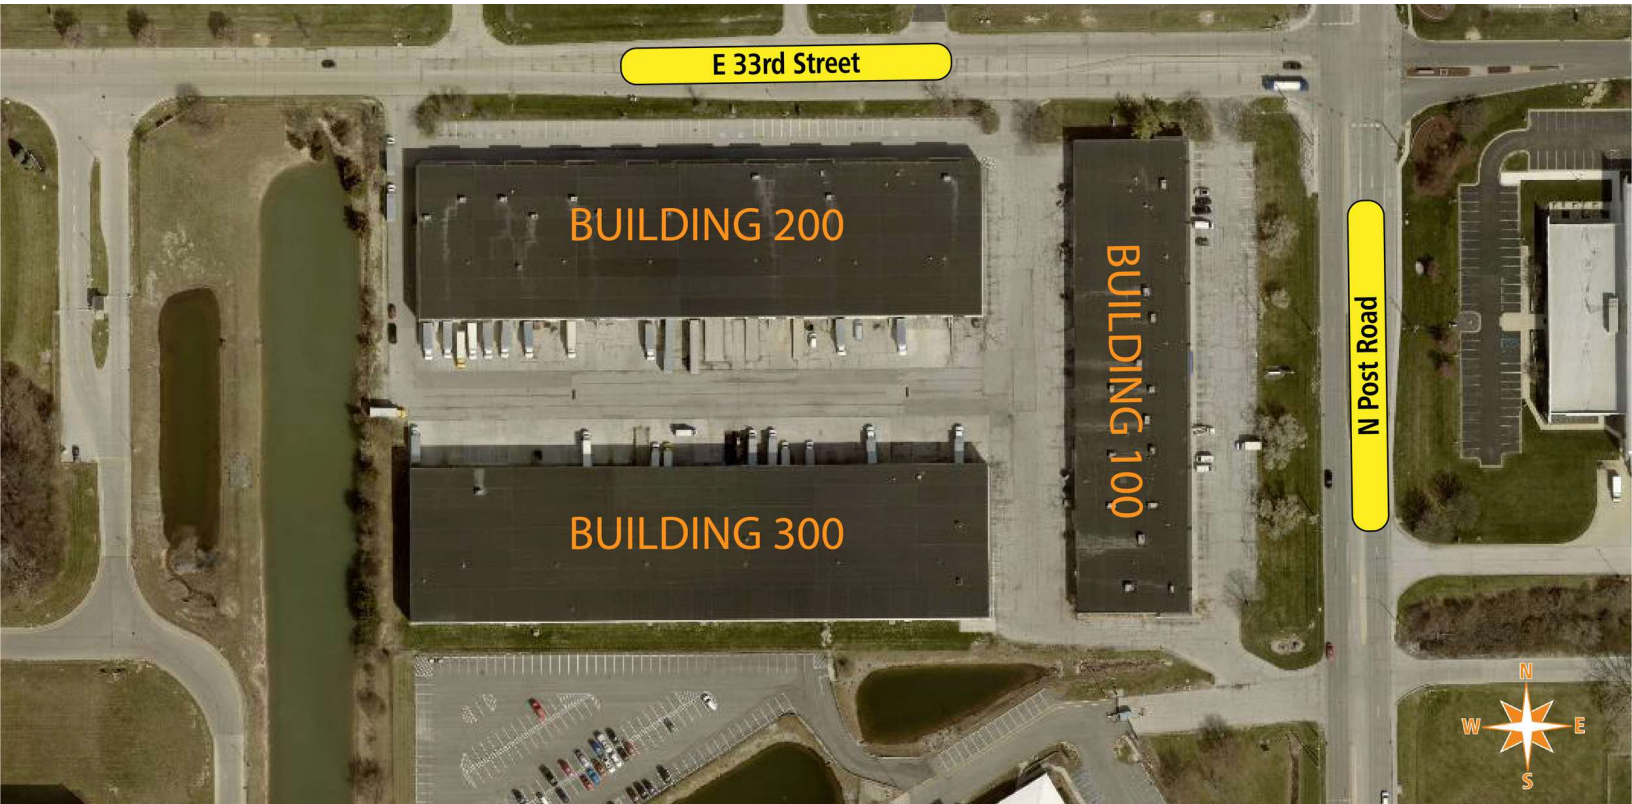 E 33rd Street
BUILDING 200
BUILDING 100
N Post Road
BUILDING 300
N
W E
S